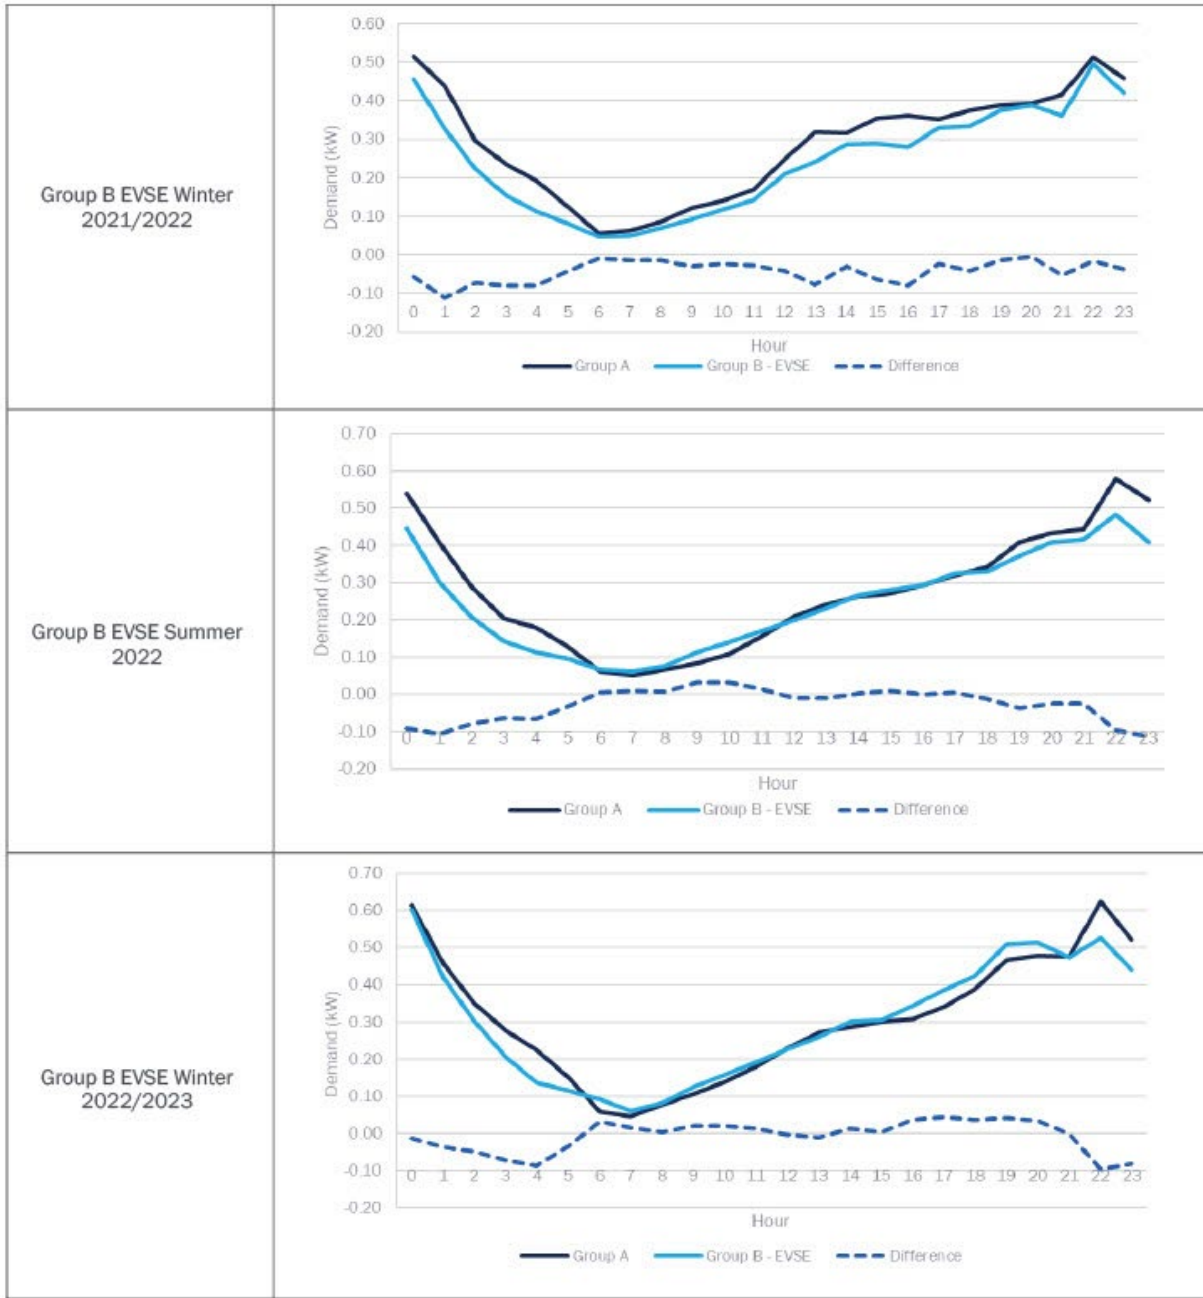 Group B EVSE Winter
2021/2022
0.60
0.50
0.40
0.30
0.20
0.10
0.00
-0.10
-0.20
Demand (kW)
0 1 2 3 4 5 6 7 8 9 10 11 12 13 14 15 16 17 18 19 20 21 22 23
Hour
Group A Group B - EVSE Difference
Group B EVSE Summer
2022
0.70
0.60
0.50
0.40
0.30
0.20
0.10
0.00
-0.10
-0.20
Demand (kW)
0 1 2 3 4 5 6 7 8 9 10 11 12 13 14 15 16 17 18 19 20 21 22 23
Hour
Group A Group B - EVSE Difference
Group B EVSE Winter
2022/2023
0.70
0.60
0.50
0.40
0.30
0.20
0.10
0.00
-0.10
-0.20
Demand (kW)
0 1 2 3 4 5 6 7 8 9 10 11 12 13 14 15 16 17 18 19 20 21 22 23
Hour
Group A Group B - EVSE Difference